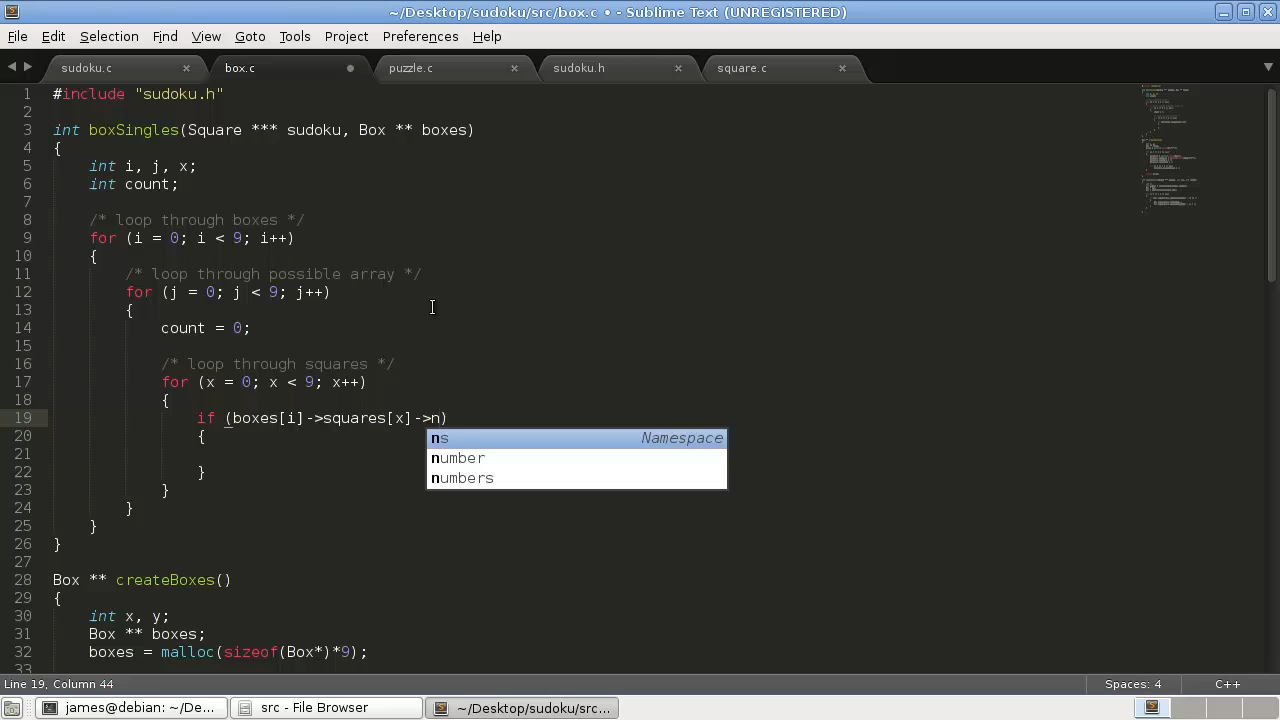 ~/Desktop/sudoku/src/box.c • - Sublime Text (UNREGISTERED)
File Edit Selection Find View Goto Tools Project Preferences Help
sudoku.c box.c puzzle.c sudoku.h square.c
1 #include "sudoku.h"
2
3 int boxSingles(Square *** sudoku, Box ** boxes)
4 {
5 int i, j, x;
6 int count;
7
8 /* loop through boxes */
9 for (i = 0; i < 9; i++)
10 {
11 /* loop through possible array */
12 for (j = 0; j < 9; j++)
13 {
14 count = 0;
15
16 /* loop through squares */
17 for (x = 0; x < 9; x++)
18 {
19 if (boxes[i]->squares[x]->n)
20 {
ns Namespace
21
number
22 }
numbers
23 }
24 }
25 }
26 }
27
28 Box ** createBoxes()
29 {
30 int x, y;
31 Box ** boxes;
32 boxes = malloc(sizeof(Box*)*9);
33
Line 19, Column 44 Spaces: 4 C++
james@debian: ~/De... src - File Browser ~/Desktop/sudoku/src...